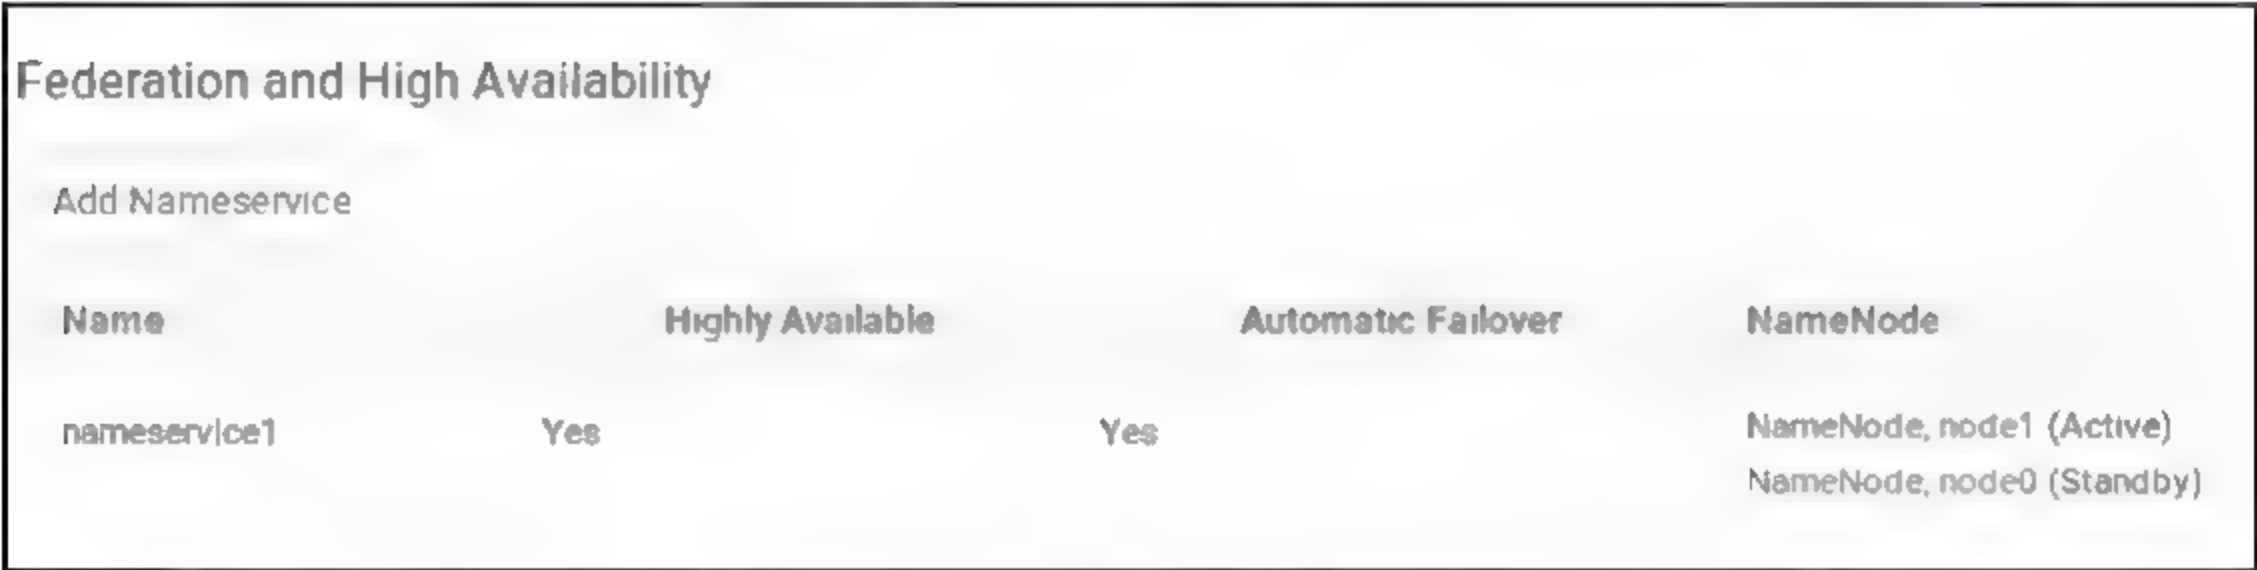 Federation and High Availability
Add Nameservice
Name Highly Available Automatic Failover NameNode
nameservice1 Yes Yes NameNode, node1 (Active)
NameNode, node0 (Standby)